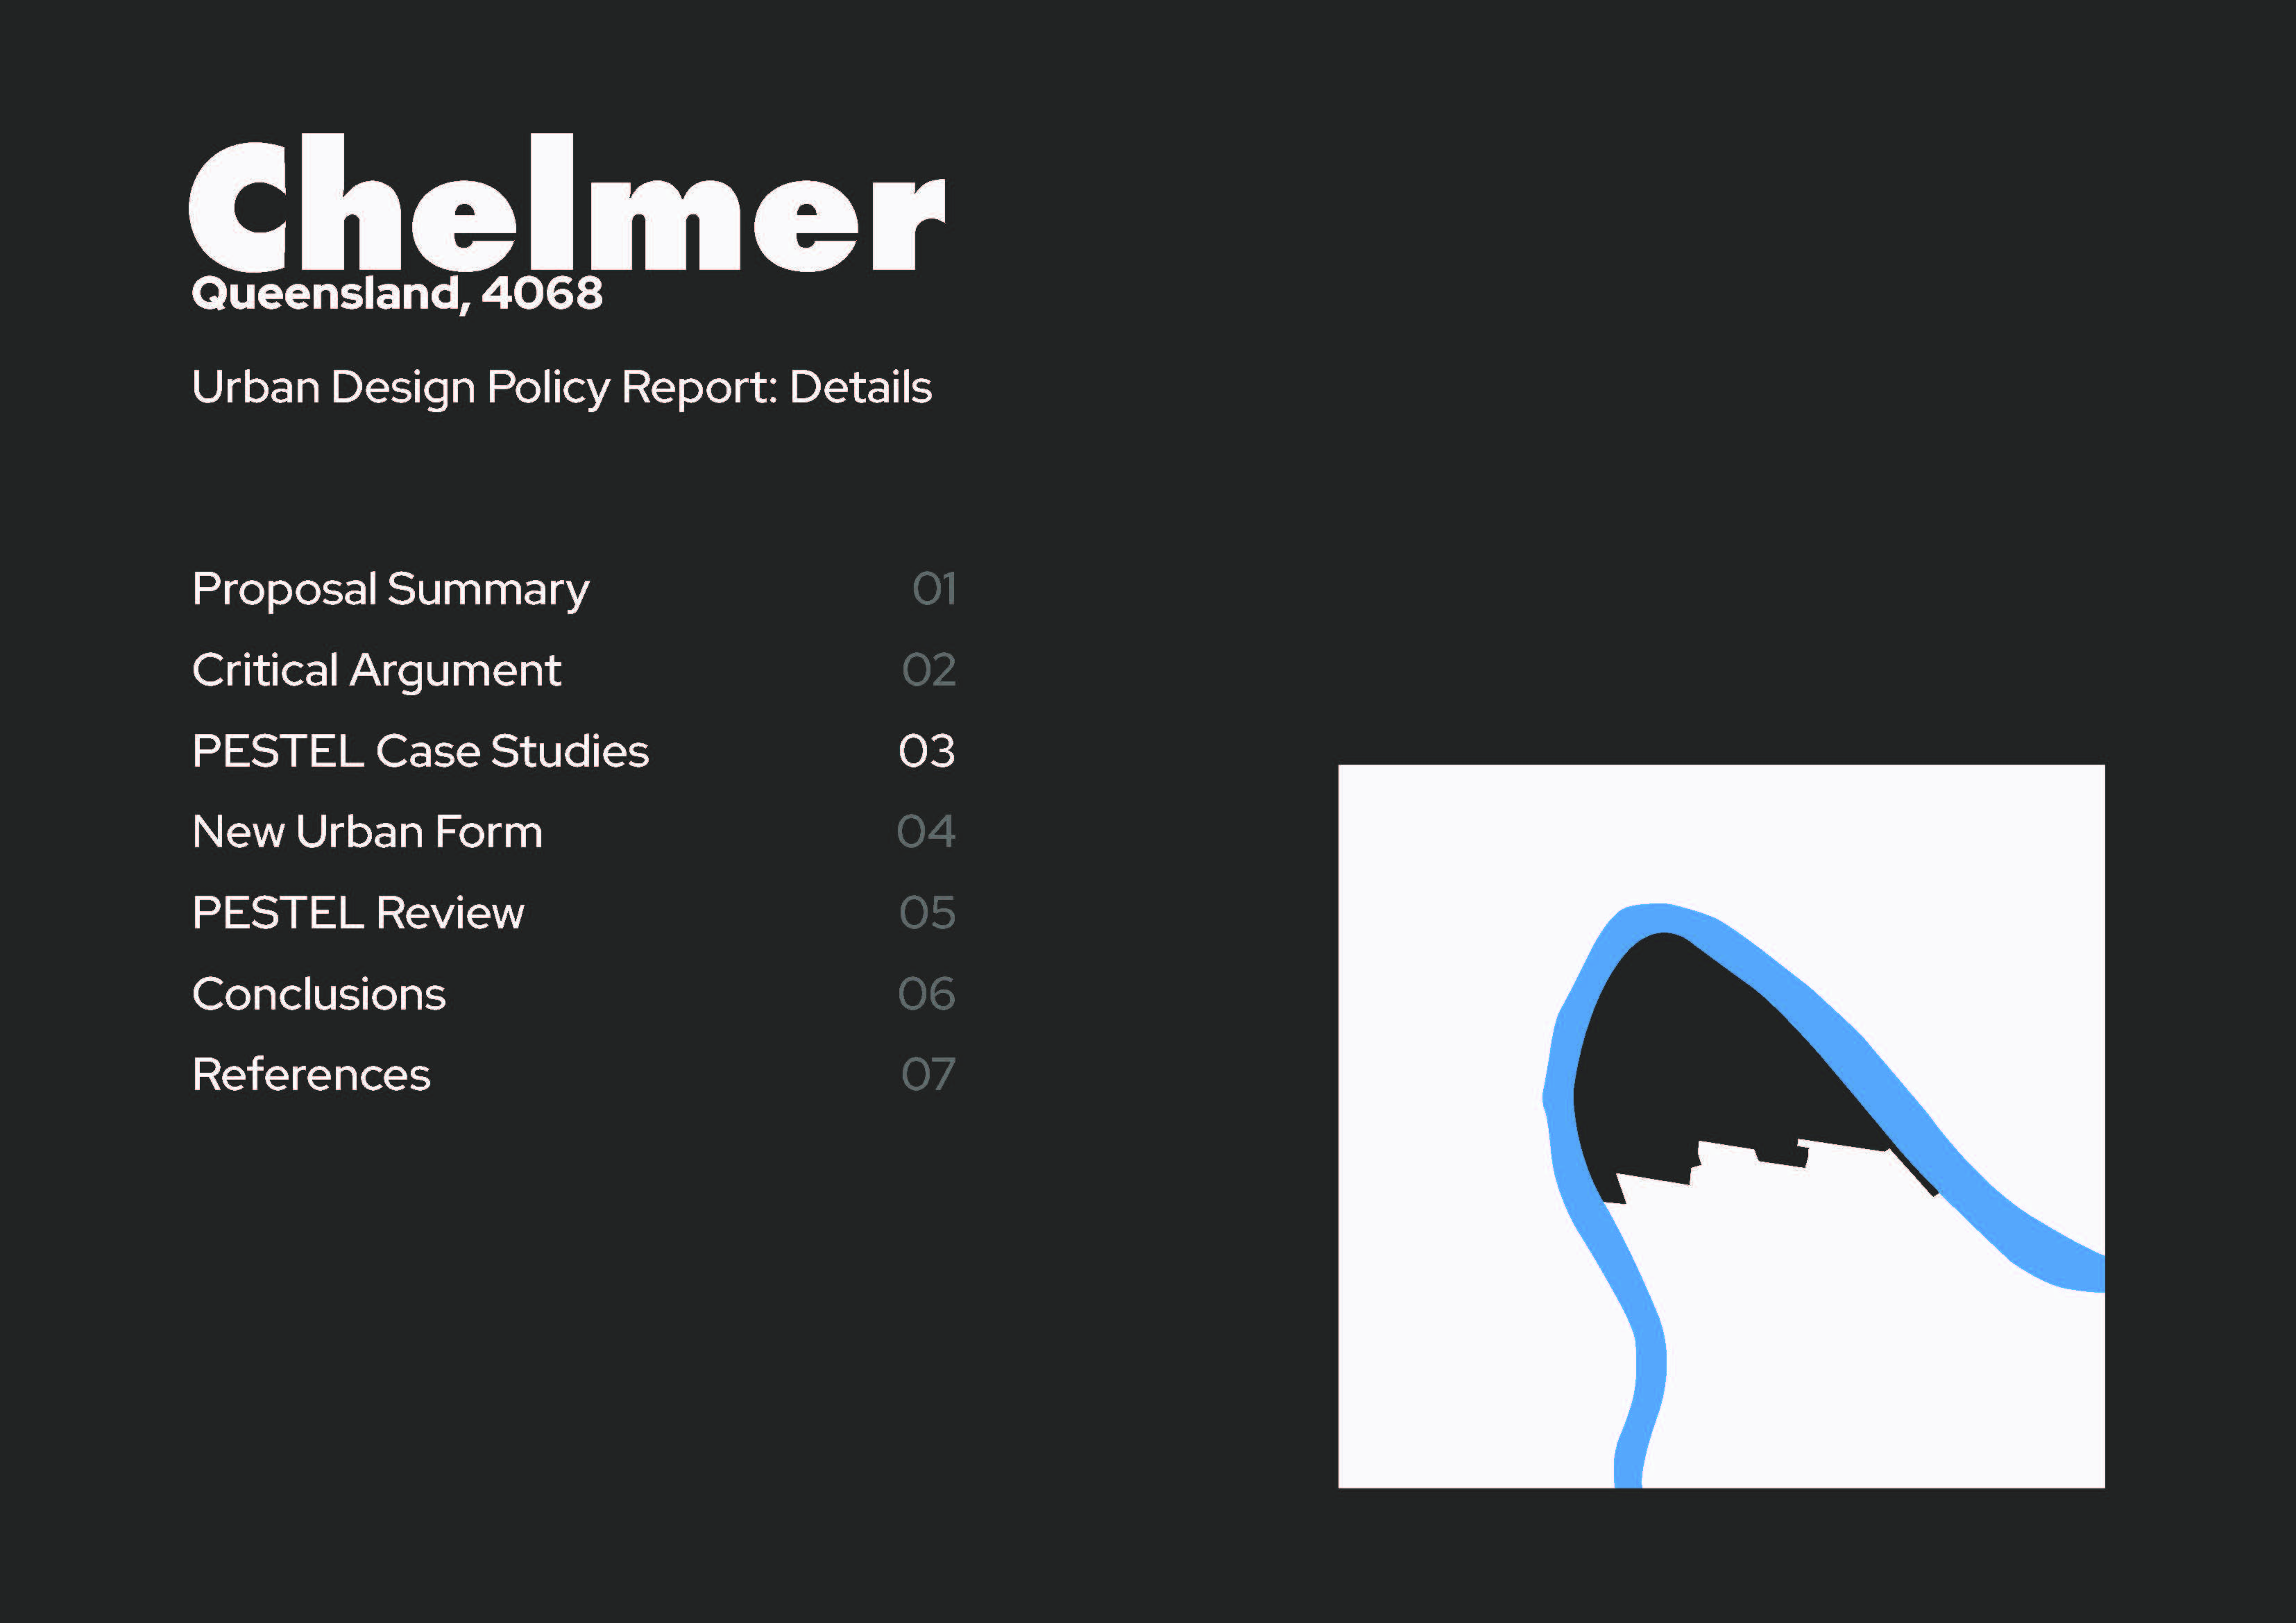 Chelmer
Queensland, 4068
Urban Design Policy Report: Details
Proposal Summary 01
Critical Argument 02
PESTEL Case Studies 03
New Urban Form 04
PESTEL Review 05
Conclusions 06
References 07